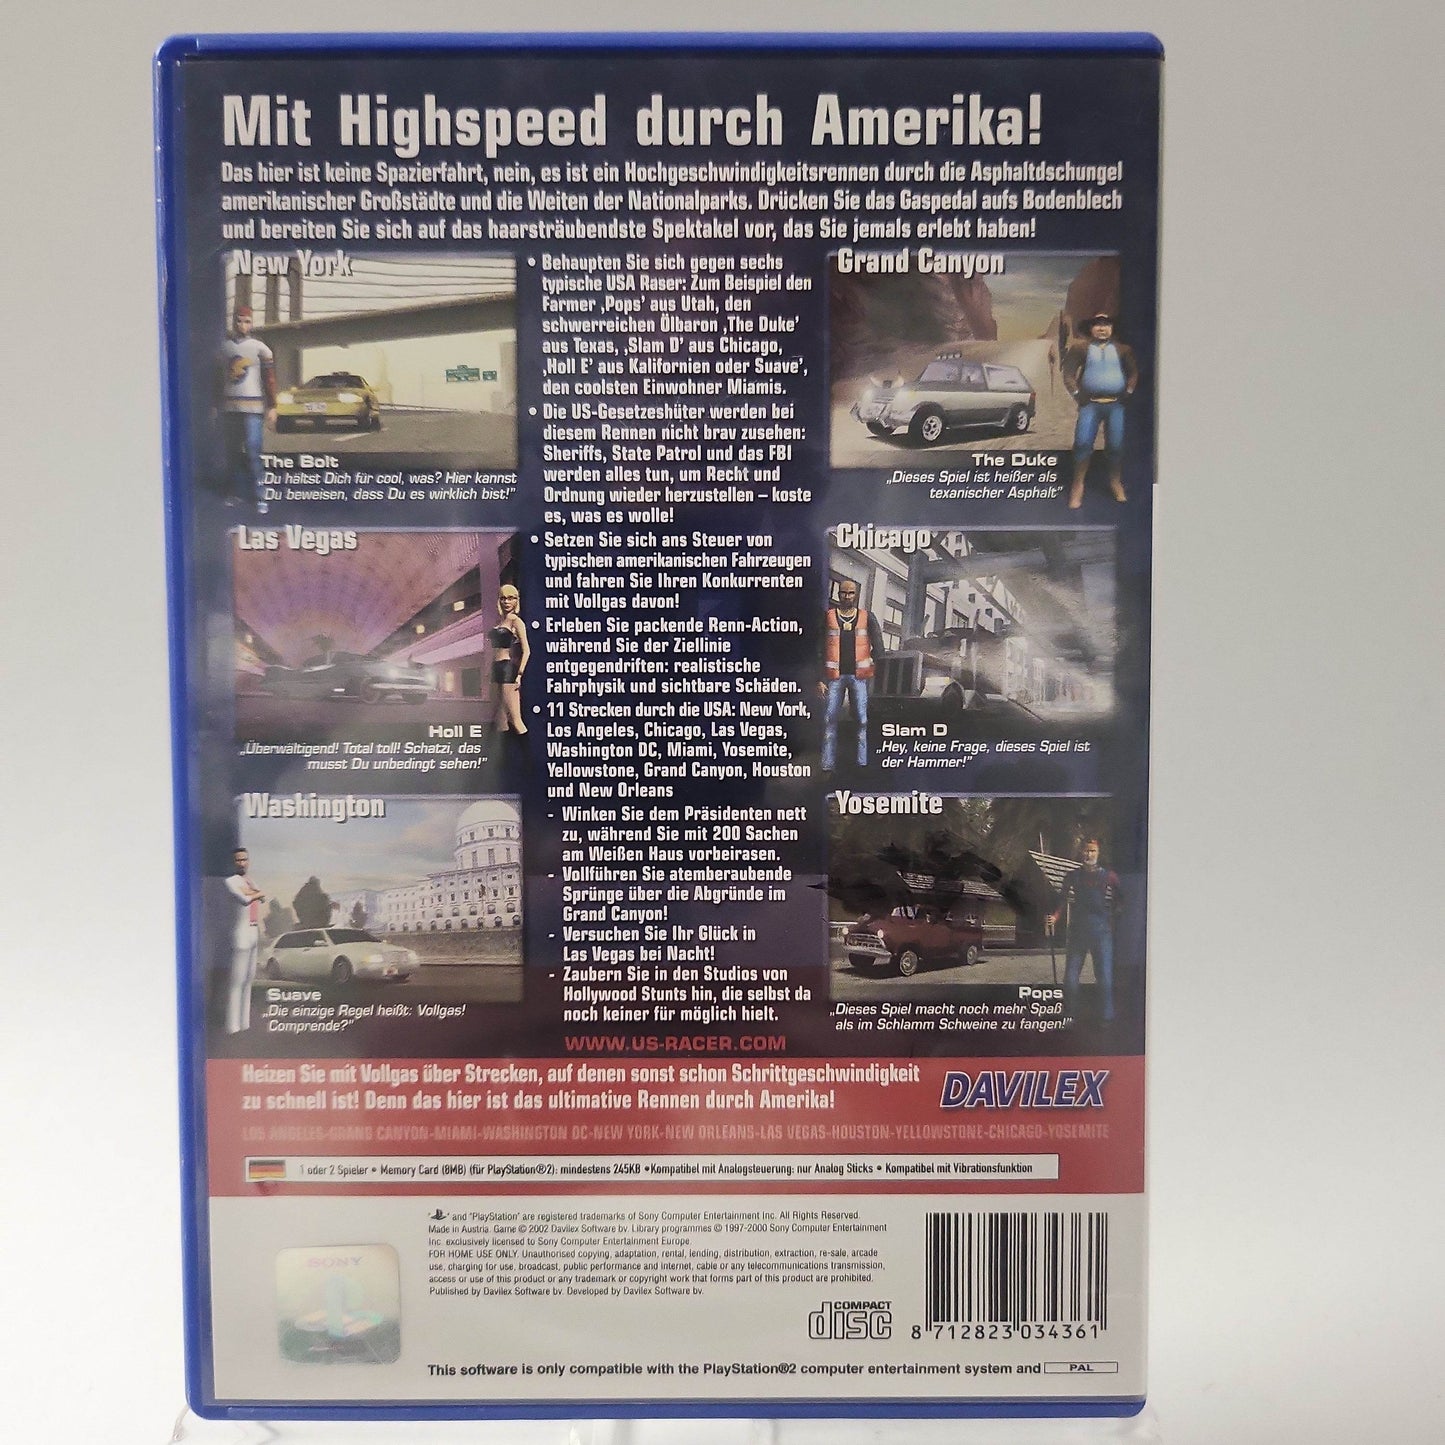 Mit Highspeed durch Amerika!
Das hier ist keine Spazierfahrt, nein, es ist ein Hochgeschwindigkeitsrennen durch die Asphaltdschungel
amerikanischer Großstädte und die Weiten der Nationalparks. Drücken Sie das Gaspedal aufs Bodenblech
und bereiten Sie sich auf das haarsträubendste Spektakel vor, das Sie jemals erlebt haben!
New York
The Bolt
„Du hältst Dich für cool, was? Hier kannst
Du beweisen, dass Du es wirklich bist!”
Las Vegas
Holl E
„Überwältigend! Total toll! Schatzi, das
musst Du unbedingt sehen!”
Washington
Suave
„Die einzige Regel heißt: Vollgas!
Comprende?”
• Behaupten Sie sich gegen sechs
typische USA Raser: Zum Beispiel den
Farmer ‚Pops’ aus Utah, den
schwerreichen Ölbaron ‚The Duke’
aus Texas, ‚Slam D’ aus Chicago,
‚Holl E’ aus Kalifornien oder Suave’,
den coolsten Einwohner Miamis.
• Die US-Gesetzeshüter werden bei
diesem Rennen nicht brav zusehen:
Sheriffs, State Patrol und das FBI
werden alles tun, um Recht und
Ordnung wieder herzustellen – koste
es, was es wolle!
• Setzen Sie sich ans Steuer von
typischen amerikanischen Fahrzeugen
und fahren Sie Ihren Konkurrenten
mit Vollgas davon!
• Erleben Sie packende Renn-Action,
während Sie der Ziellinie
entgegendriften: realistische
Fahrphysik und sichtbare Schäden.
• 11 Strecken durch die USA: New York,
Los Angeles, Chicago, Las Vegas,
Washington DC, Miami, Yosemite,
Yellowstone, Grand Canyon, Houston
und New Orleans
- Winken Sie dem Präsidenten nett
zu, während Sie mit 200 Sachen
am Weißen Haus vorbeirasen.
- Vollführen Sie atemberaubende
Sprünge über die Abgründe im
Grand Canyon!
- Versuchen Sie Ihr Glück in
Las Vegas bei Nacht!
- Zaubern Sie in den Studios von
Hollywood Stunts hin, die selbst da
noch keiner für möglich hielt.
WWW.US-RACER.COM
Grand Canyon
The Duke
„Dieses Spiel ist heißer als
texanischer Asphalt”
Chicago
Slam D
„Hey, keine Frage, dieses Spiel ist
der Hammer!”
Yosemite
Pops
„Dieses Spiel macht noch mehr Spaß
als im Schlamm Schweine zu fangen!”
Heizen Sie mit Vollgas über Strecken, auf denen sonst schon Schrittgeschwindigkeit
zu schnell ist! Denn das hier ist das ultimative Rennen durch Amerika!
DAVILEX
LOS ANGELES-GRAND CANYON-MIAMI-WASHINGTON DC-NEW YORK-NEW ORLEANS-LAS VEGAS-HOUSTON-YELLOWSTONE-CHICAGO-YOSEMITE
1 oder 2 Spieler • Memory Card (8MB) (für PlayStation®2): mindestens 245KB •Kompatibel mit Analogsteuerung: nur Analog Sticks • Kompatibel mit Vibrationsfunktion
" " and "PlayStation" are registered trademarks of Sony Computer Entertainment Inc. All Rights Reserved.
Made in Austria. Game © 2002 Davilex Software bv. Library programmes © 1997-2000 Sony Computer Entertainment
Inc. exclusively licensed to Sony Computer Entertainment Europe.
FOR HOME USE ONLY. Unauthorised copying, adaptation, rental, lending, distribution, extraction, re-sale, arcade
use, charging for use, broadcast, public performance and internet, cable or any telecommunications transmission,
access or use of this product or any trademark or copyright work that forms part of this product are prohibited.
Published by Davilex Software bv. Developed by Davilex Software bv.
SONY
COMPACT
disc
8 712823 034361
This software is only compatible with the PlayStation®2 computer entertainment system and PAL